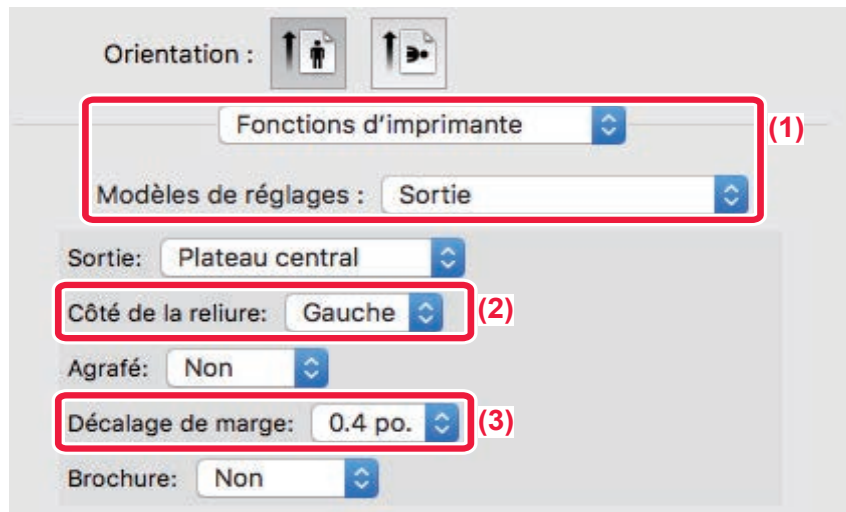 Orientation :
Fonctions d'imprimante
(1)
Modèles de réglages : Sortie
Sortie: Plateau central
Côté de la reliure: Gauche (2)
Agrafé: Non
Décalage de marge: 0.4 po. (3)
Brochure: Non